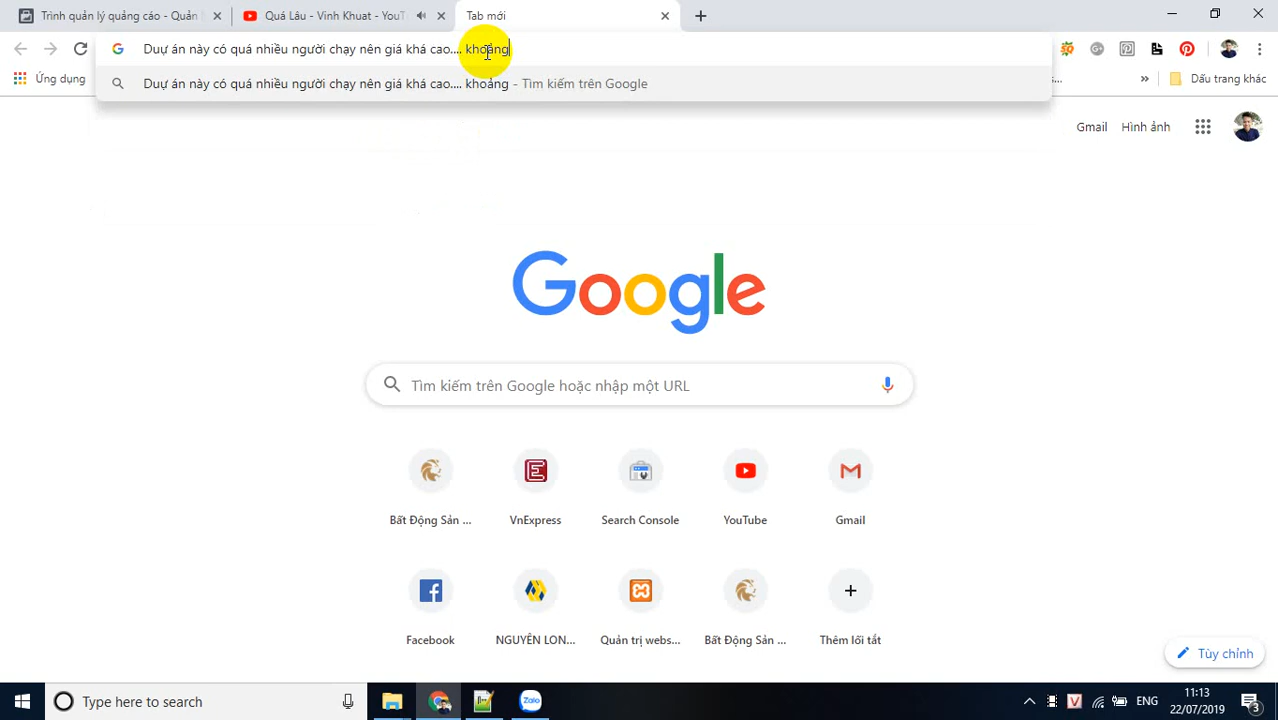 Trình quản lý quảng cáo - Quản
Quá Lâu - Vinh Khuat - YouT
Tab mới
Duự án này có quá nhiều người chạy nên giá khá cao.... khoảng
Duự án này có quá nhiều người chạy nên giá khá cao.... khoảng - Tìm kiếm trên Google
Ứng dụng
s...
»
Dấu trang khác
Gmail
Hình ảnh
Google
Tìm kiếm trên Google hoặc nhập một URL
Bất Động Sản ...
VnExpress
Search Console
YouTube
Gmail
Facebook
NGUYÊN LON...
Quản trị webs...
Bất Động Sản ...
Thêm lối tắt
Tùy chỉnh
Type here to search
Zalo
ENG
11:13
22/07/2019
3